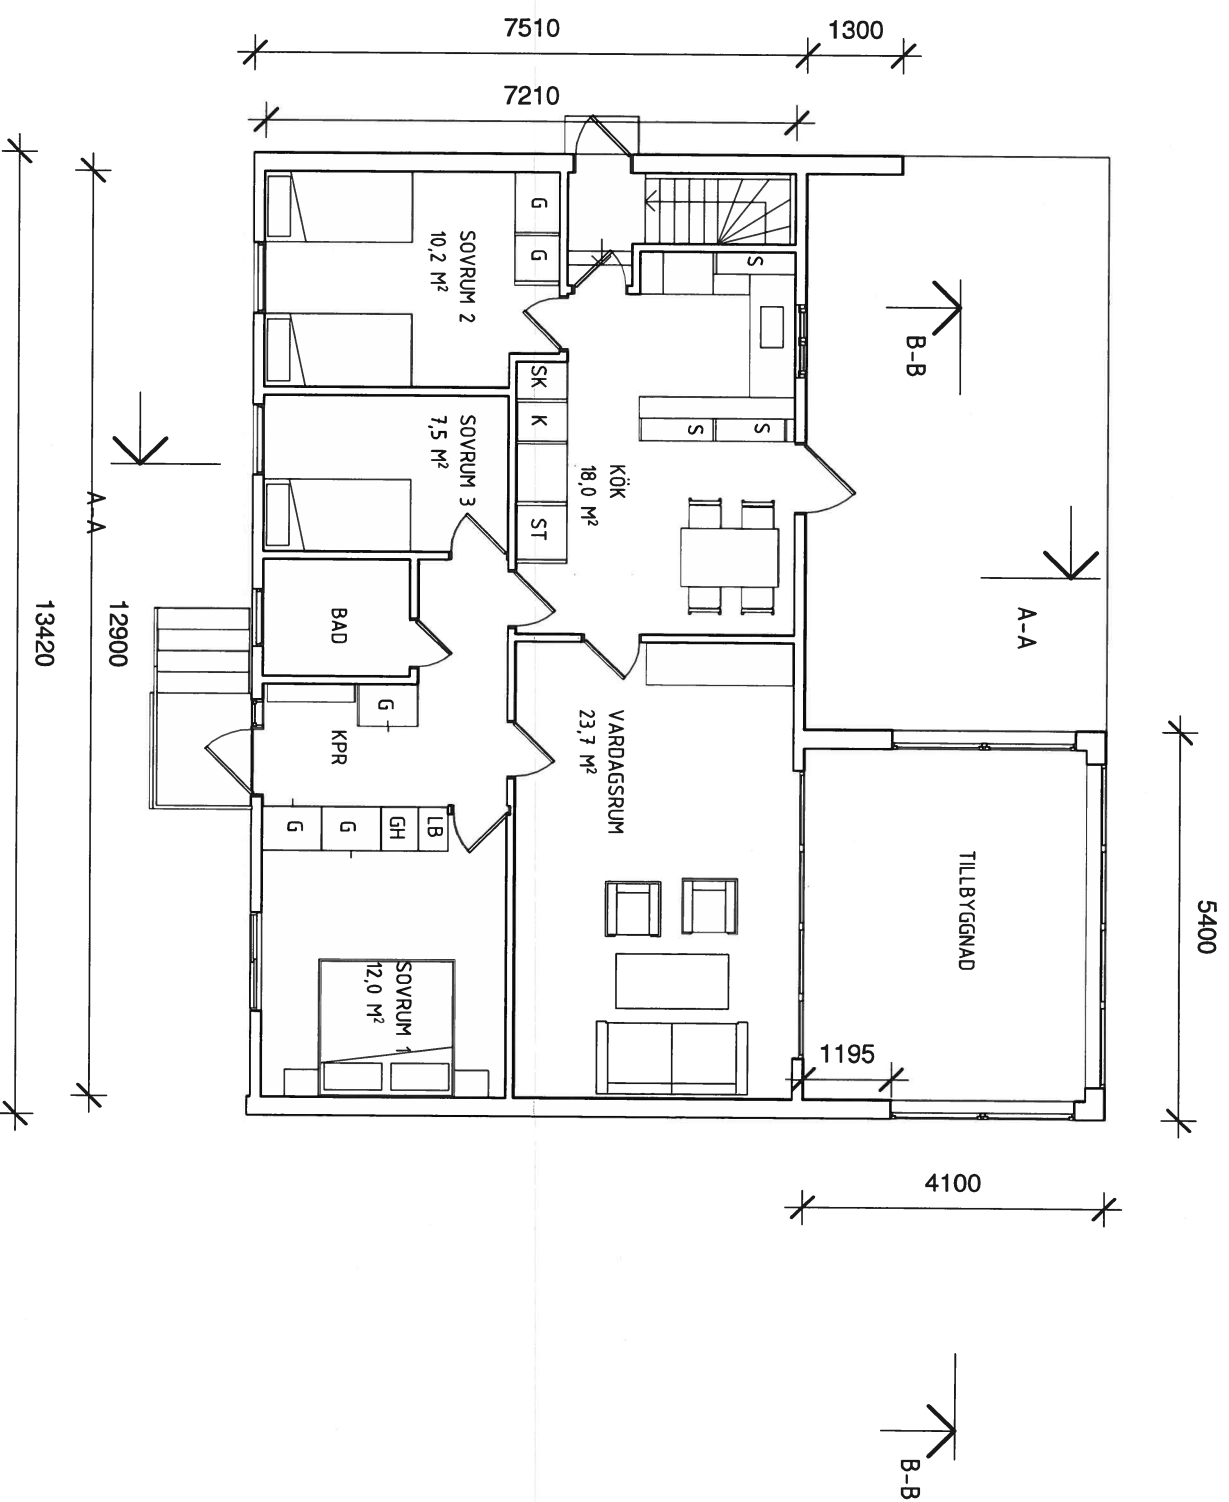 7510
1300
7210
G
G
SOVRUM 2
10,2 M²
S
B-B
SK
K
SOVRUM 3
7,5 M²
S
S
KÖK
18,0 M²
ST
A-A
A-A
13420
12900
BAD
G
KPR
VARDAGSRUM
23,7 M²
G
G
GH
LB
TILLBYGGNAD
5400
SOVRUM 1
12,0 M²
1195
4100
B-B